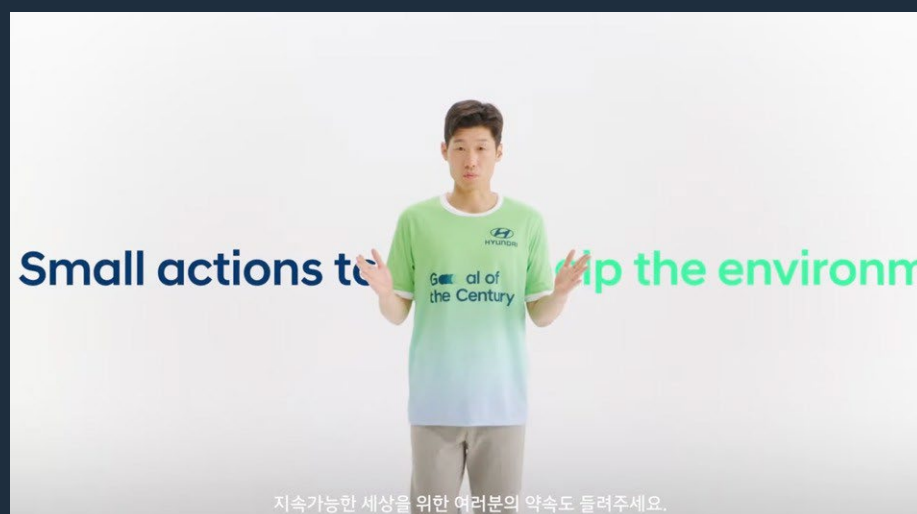 Small actions to the environm
HYUNDAI
G al of
the Century
지속가능한 세상을 위한 여러분의 약속도 들려주세요.